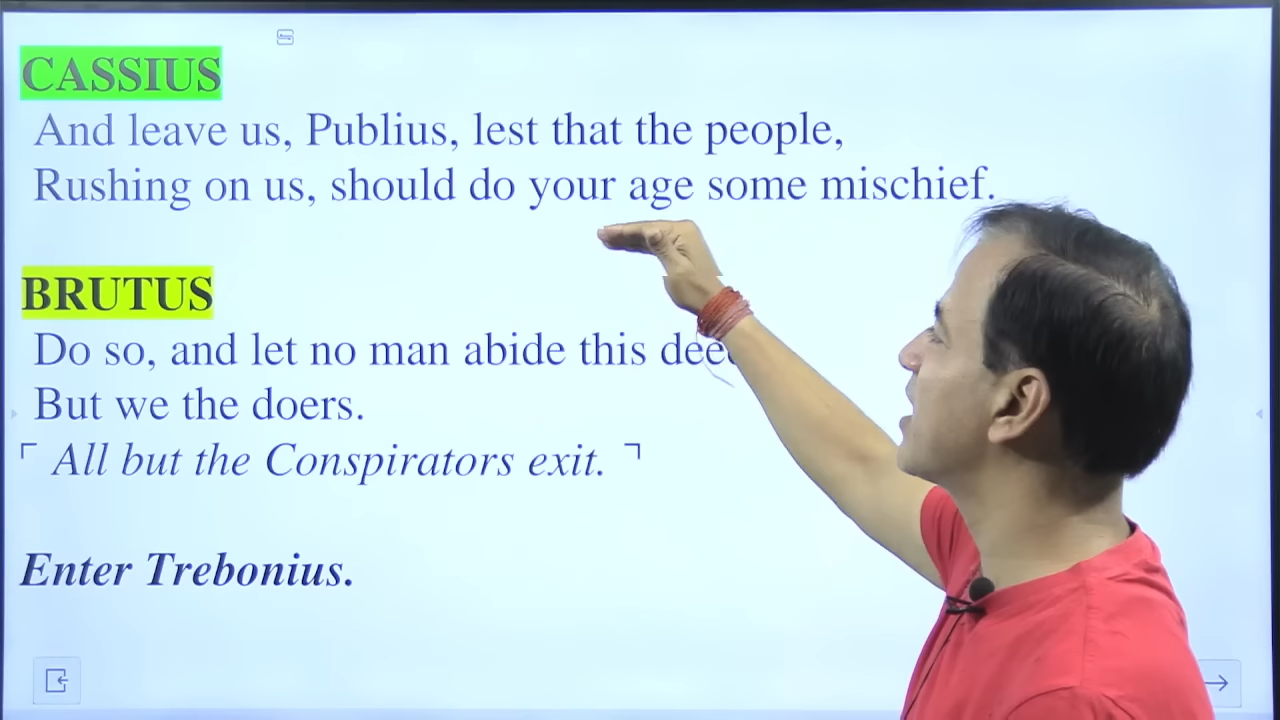 CASSIUS
And leave us, Publius, lest that the people,
Rushing on us, should do your age some mischief.
BRUTUS
Do so, and let no man abide this deed
But we the doers.
⌜ All but the Conspirators exit. ⌝
Enter Trebonius.